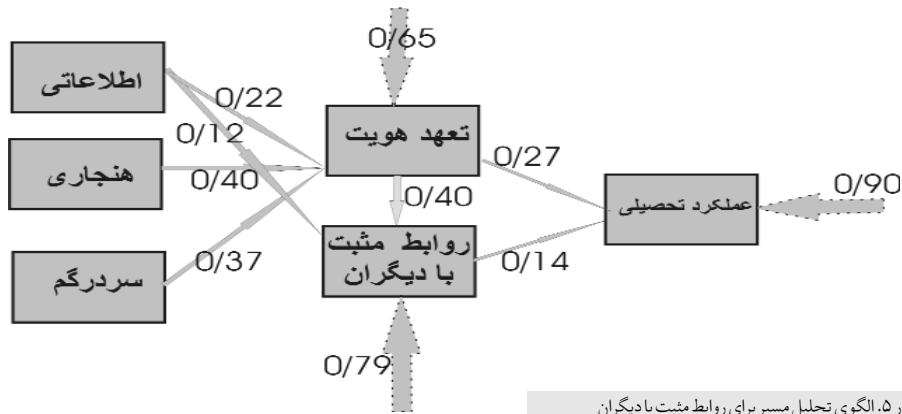 0/65
اطلاعاتی
0/22
تعهد هویت
0/12
هنجاری
0/40
0/27
0/40
عملکرد تحصیلی
0/90
روابط مثبت
با دیگران
0/14
سردرگم
0/37
0/79
ر ۵. الگوی تحلیل مسیر برای روابط مثبت با دیگران